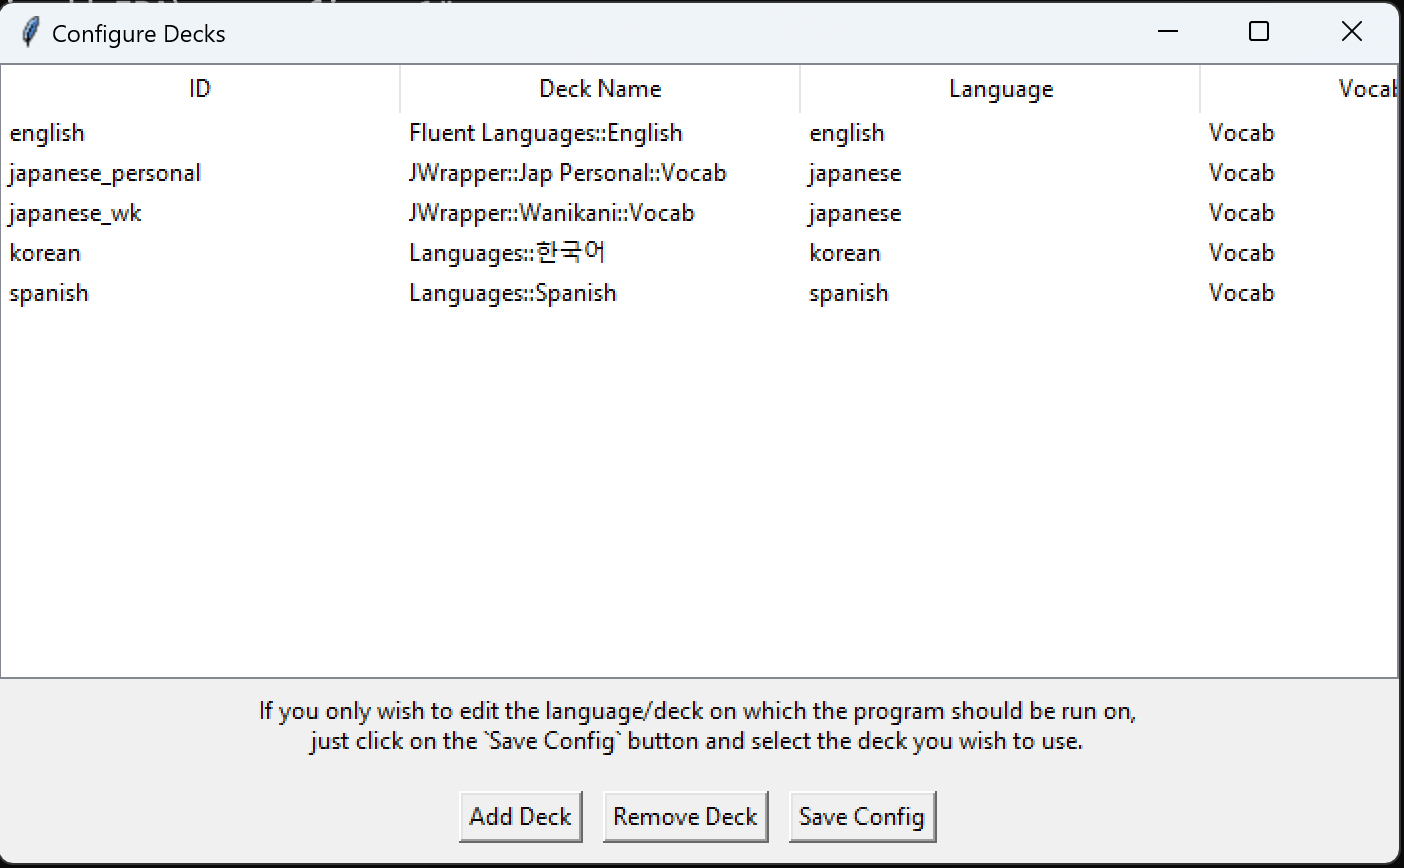 Configure Decks
ID Deck Name Language Vocab
english Fluent Languages::English english Vocab
japanese_personal JWrapper::Jap Personal::Vocab japanese Vocab
japanese_wk JWrapper::Wanikani::Vocab japanese Vocab
korean Languages::한국어 korean Vocab
spanish Languages::Spanish spanish Vocab
If you only wish to edit the language/deck on which the program should be run on,
just click on the `Save Config` button and select the deck you wish to use.
Add Deck Remove Deck Save Config